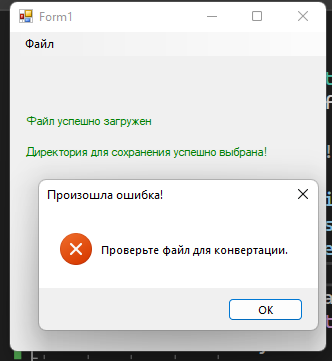 Form1
Файл
Файл успешно загружен
Директория для сохранения успешно выбрана!
Произошла ошибка!
Проверьте файл для конвертации.
OK